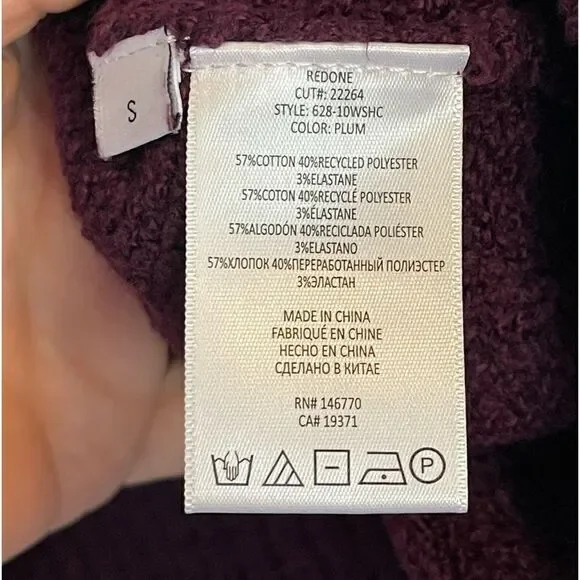 S
REDONE
CUT#: 22264
STYLE: 628-10WSHC
COLOR: PLUM
57%COTTON 40%RECYCLED POLYESTER
3%ELASTANE
57%COTON 40%RECYCLÉ POLYESTER
3%ÉLASTANE
57%ALGODÓN 40%RECICLADA POLIÉSTER
3%ELASTANO
57%ХЛОПОК 40%ПЕРЕРАБОТАННЫЙ ПОЛИЭСТЕР
3%ЭЛАСТАН
MADE IN CHINA
FABRIQUÉ EN CHINE
HECHO EN CHINA
СДЕЛАНО В КИТАЕ
RN# 146770
CA# 19371
P